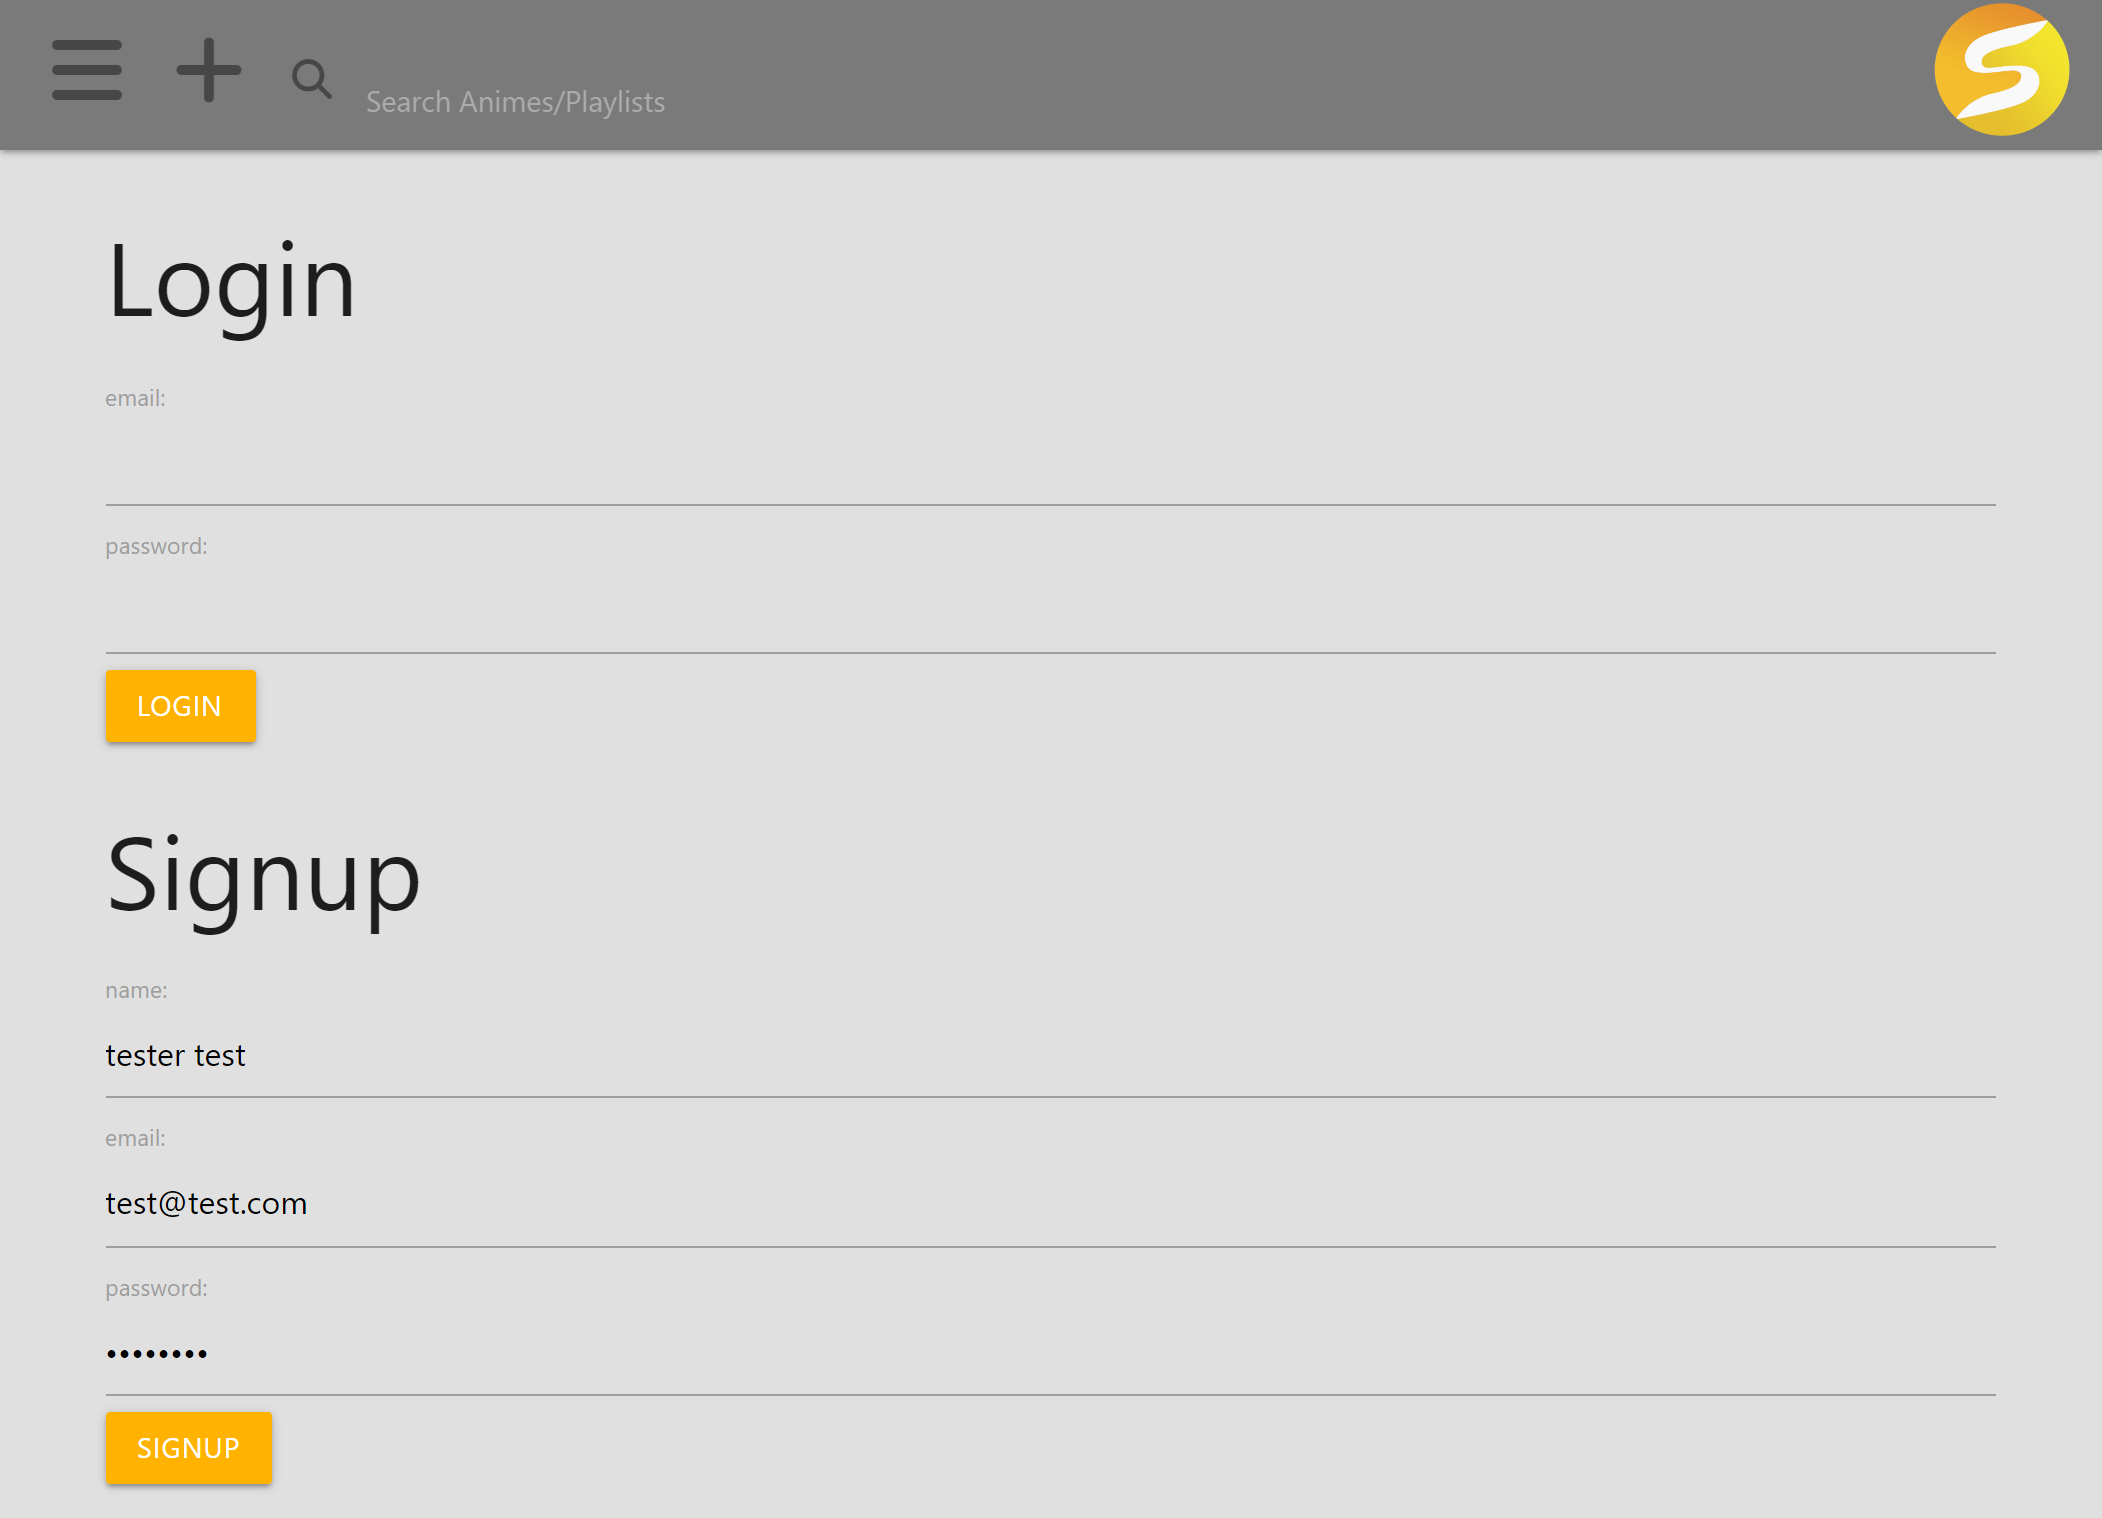 Search Animes/Playlists
Login
email:
password:
LOGIN
Signup
name:
tester test
email:
test@test.com
password:
••••••••
SIGNUP